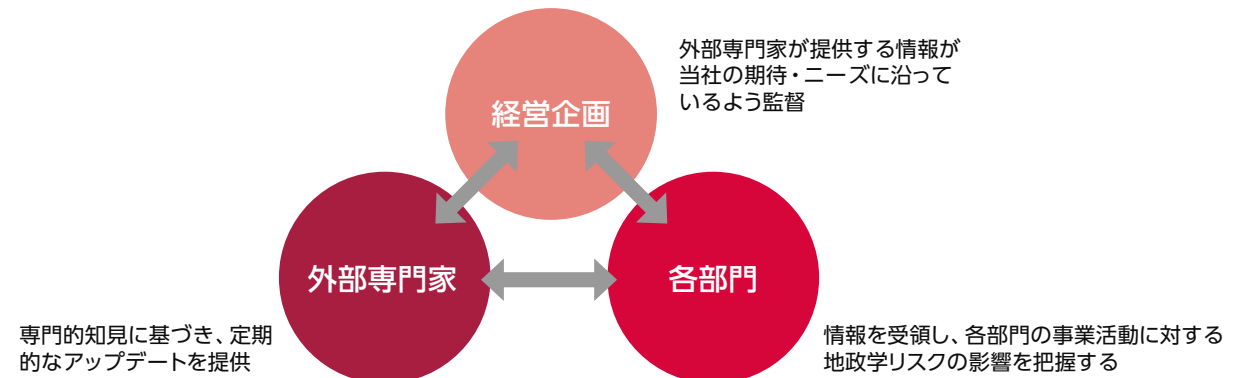 経営企画
外部専門家が提供する情報が
当社の期待・ニーズに沿って
いるよう監督
外部専門家
各部門
専門的知見に基づき、定期
的なアップデートを提供
情報を受領し、各部門の事業活動に対する
地政学リスクの影響を把握する